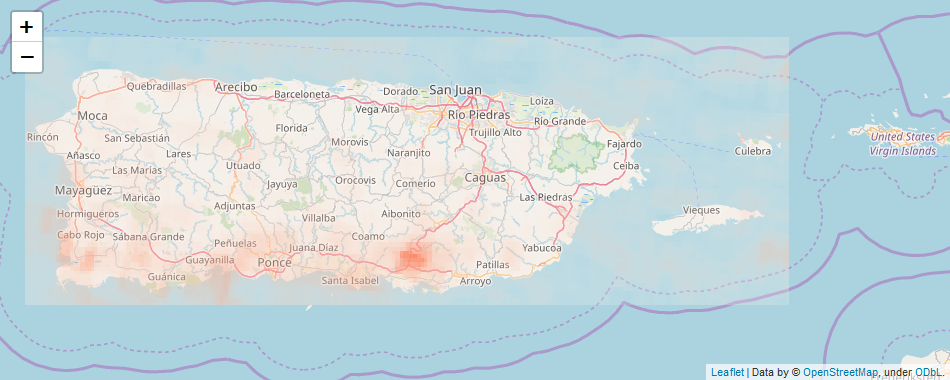 +
−
Quebradillas
Arecibo
Barceloneta
Dorado
San Juan
Vega Alta
Loiza
Moca
Río Piedras
Río Grande
Florida
Trujillo Alto
United States
Virgin Islands
Rincón
San Sebastián
Morovis
Fajardo
Añasco
Lares
Naranjito
Culebra
Utuado
Ceiba
Las Marías
Jayuya
Orocovis
Comerio
Caguas
Mayagüez
Maricao
Las Piedras
Adjuntas
Hormigueros
Villalba
Aibonito
Vieques
Cabo Rojo
Sábana Grande
Peñuelas
Juana Díaz
Coamo
Yabucoa
Guayanilla
Ponce
Patillas
Guánica
Santa Isabel
Arroyo
Leaflet | Data by © OpenStreetMap, under ODbL.